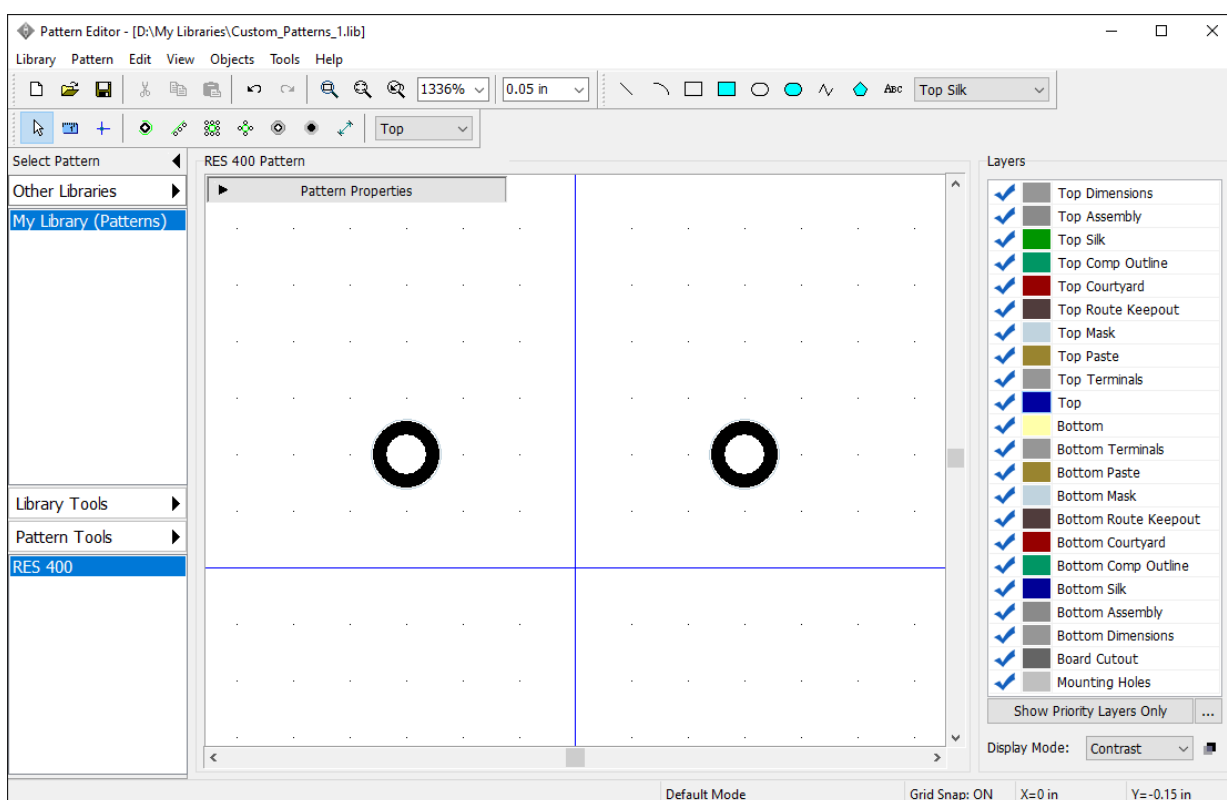 Pattern Editor - [D:\My Libraries\Custom_Patterns_1.lib]
Library Pattern Edit View Objects Tools Help
1336% 0.05 in ABC Top Silk
Top
Select Pattern
Other Libraries
My Library (Patterns)
Library Tools
Pattern Tools
RES 400
RES 400 Pattern
Pattern Properties
Layers
Top Dimensions
Top Assembly
Top Silk
Top Comp Outline
Top Courtyard
Top Route Keepout
Top Mask
Top Paste
Top Terminals
Top
Bottom
Bottom Terminals
Bottom Paste
Bottom Mask
Bottom Route Keepout
Bottom Courtyard
Bottom Comp Outline
Bottom Silk
Bottom Assembly
Bottom Dimensions
Board Cutout
Mounting Holes
Show Priority Layers Only ...
Display Mode: Contrast
Default Mode Grid Snap: ON X=0 in Y=-0.15 in